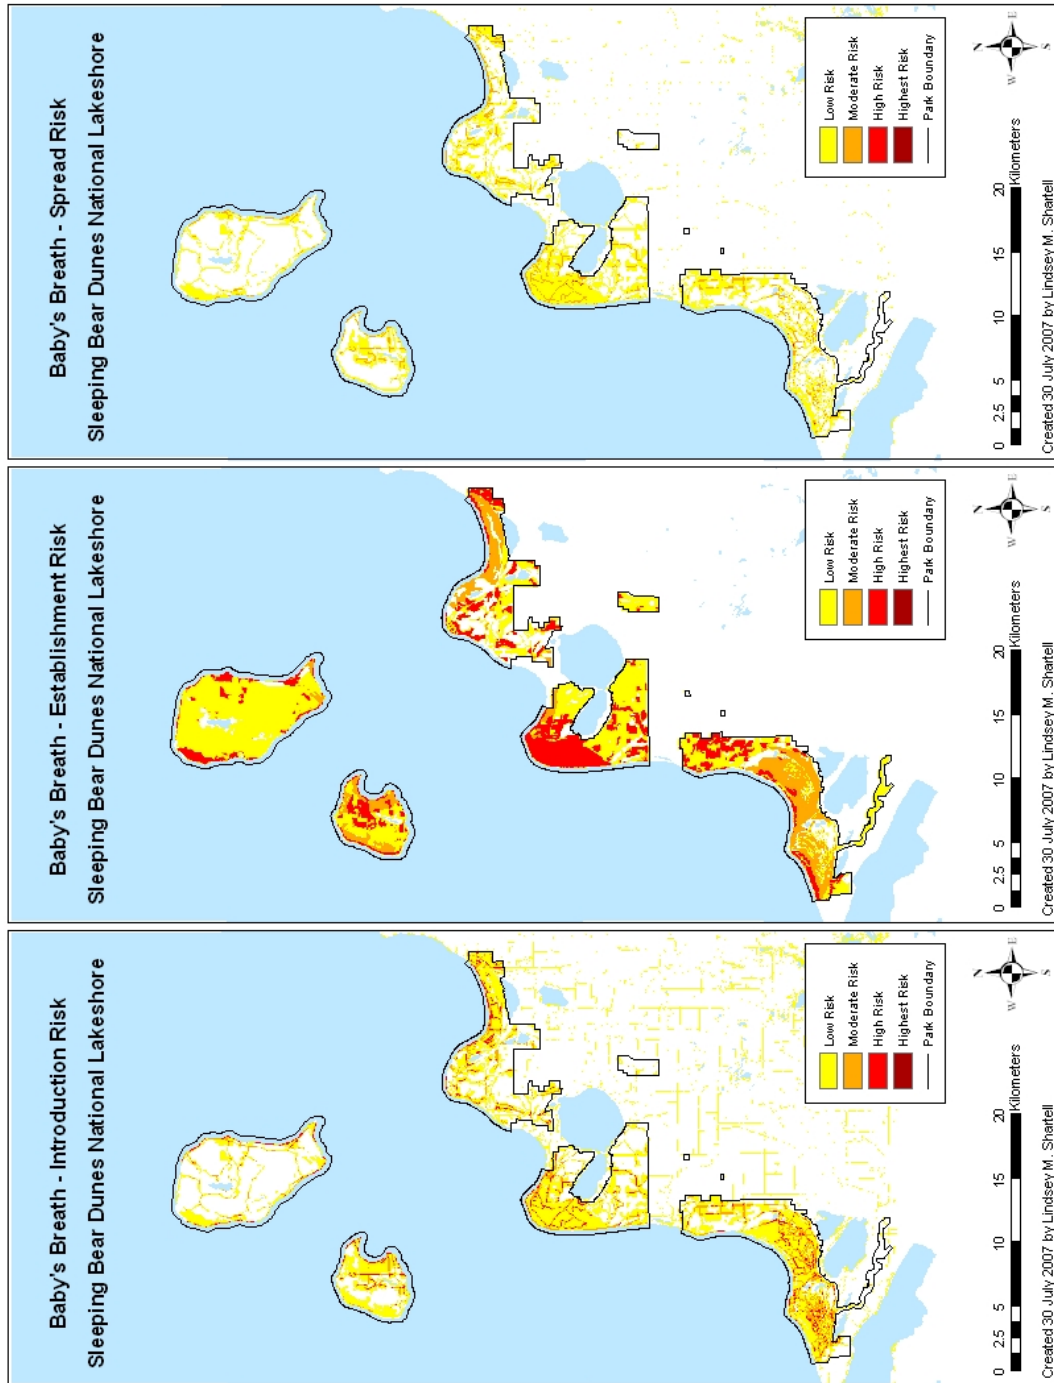 Baby's Breath - Introduction Risk
Sleeping Bear Dunes National Lakeshore
Low Risk
Moderate Risk
High Risk
Highest Risk
Park Boundary
N
W
E
S
0 2.5 5 10 15 20
Kilometers
Created 30 July 2007 by Lindsey M. Shartell
Baby's Breath - Establishment Risk
Sleeping Bear Dunes National Lakeshore
Low Risk
Moderate Risk
High Risk
Highest Risk
Park Boundary
N
W
E
S
0 2.5 5 10 15 20
Kilometers
Created 30 July 2007 by Lindsey M. Shartell
Baby's Breath - Spread Risk
Sleeping Bear Dunes National Lakeshore
Low Risk
Moderate Risk
High Risk
Highest Risk
Park Boundary
N
W
E
S
0 2.5 5 10 15 20
Kilometers
Created 30 July 2007 by Lindsey M. Shartell